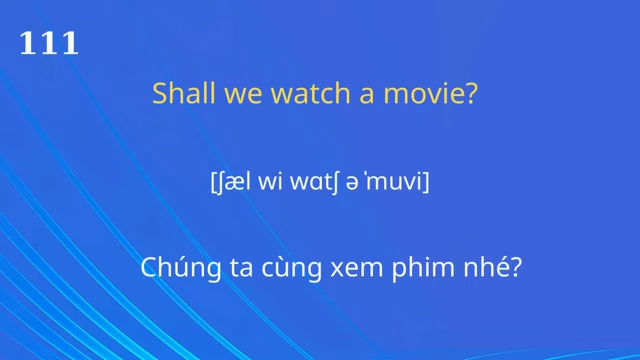 111
Shall we watch a movie?
[ʃæl wi wɑtʃ ə ˈmuvi]
Chúng ta cùng xem phim nhé?